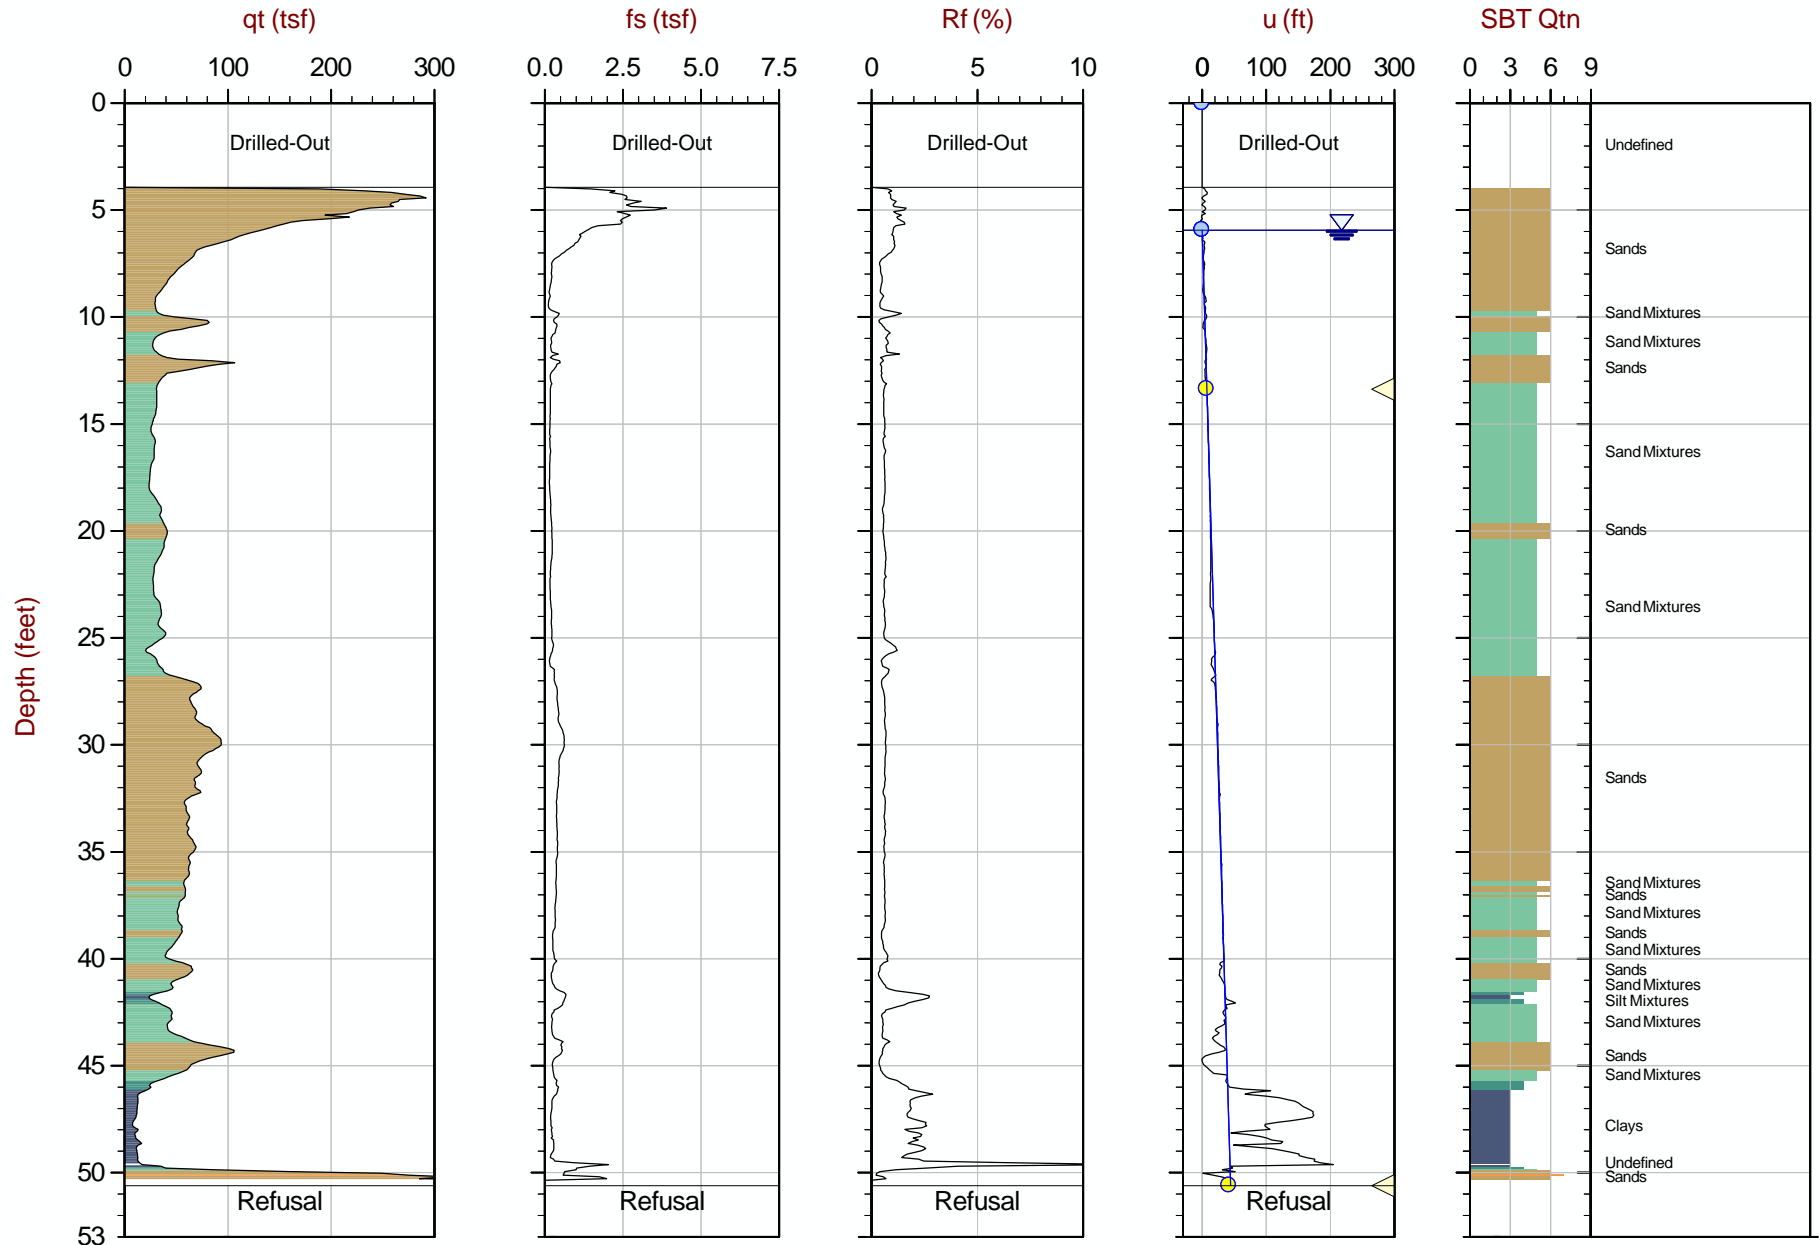 qt (tsf) fs (tsf) Rf (%) u (ft) SBT Qtn
0 100 200 300 0.0 2.5 5.0 7.5 0 5 10 0 100 200 300 0 3 6 9
0
Drilled-Out Drilled-Out Drilled-Out Drilled-Out Undefined
5
Sands
10 Sand Mixtures
Sand Mixtures
Sands
15
Sand Mixtures
20 Sands
Sand Mixtures
25
Depth (feet)
30
Sands
35
Sand Mixtures
Sands
Sand Mixtures
Sands
Sand Mixtures
40
Sands
Sand Mixtures
Silt Mixtures
Sand Mixtures
Sands
45
Sand Mixtures
Clays
Undefined
50
Sands
Refusal Refusal Refusal Refusal
53